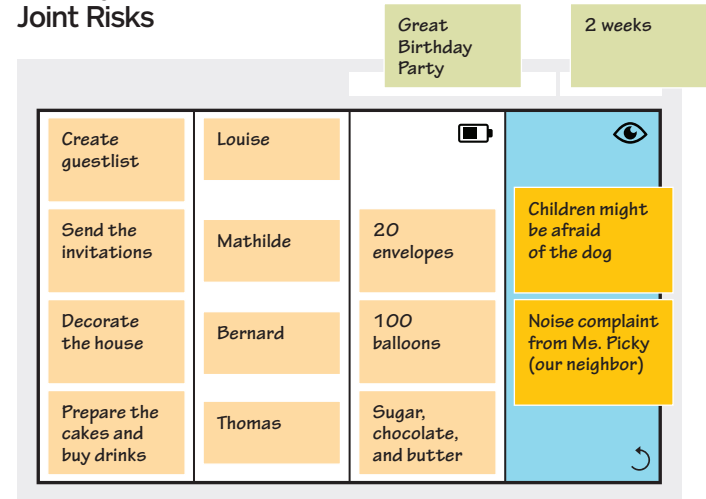 Joint Risks
Great
Birthday
Party
2 weeks
Create
guestlist
Louise
Send the
invitations
Mathilde
20
envelopes
Children might
be afraid
of the dog
Decorate
the house
Bernard
100
balloons
Noise complaint
from Ms. Picky
(our neighbor)
Prepare the
cakes and
buy drinks
Thomas
Sugar,
chocolate,
and butter